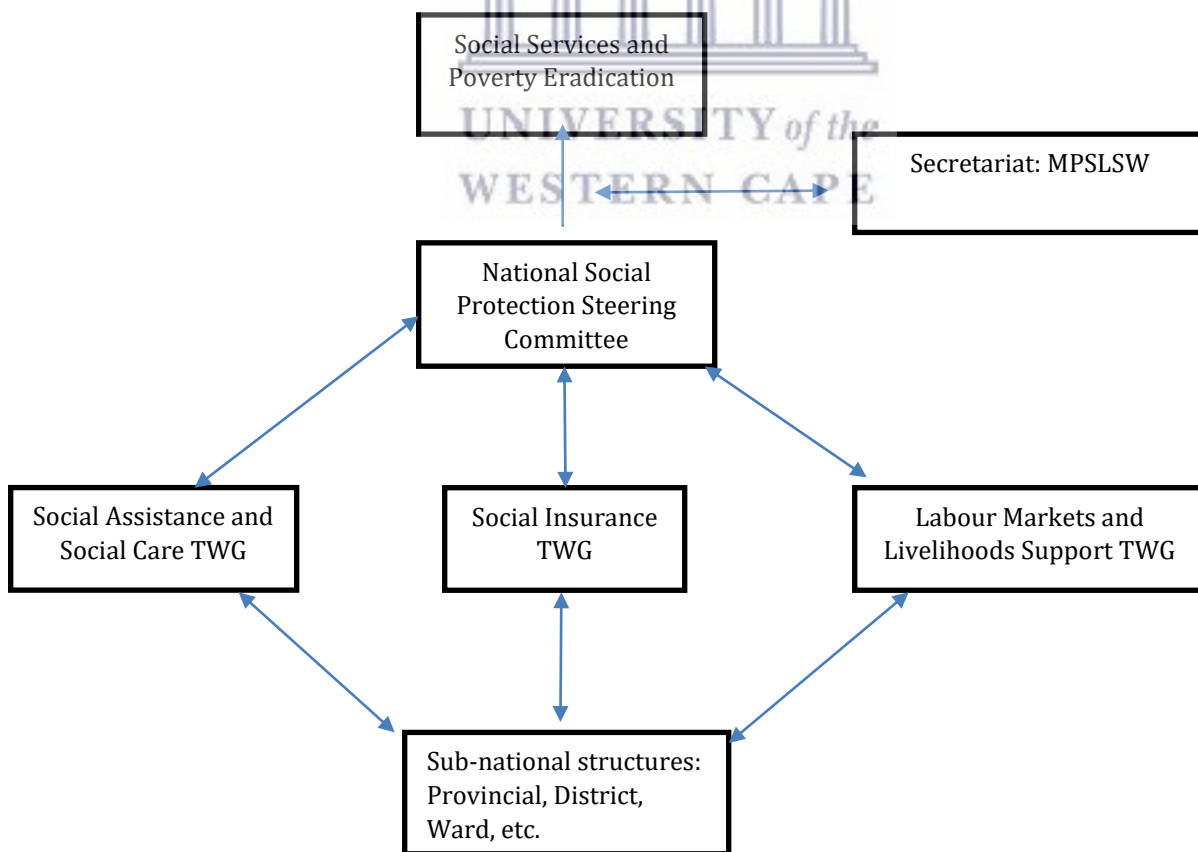 Social Services and
Poverty Eradication
UNIVERSITY of the
WESTERN CAPE
Secretariat: MPSLSW
National Social
Protection Steering
Committee
Social Assistance and
Social Care TWG
Social Insurance
TWG
Labour Markets and
Livelihoods Support TWG
Sub-national structures:
Provincial, District,
Ward, etc.